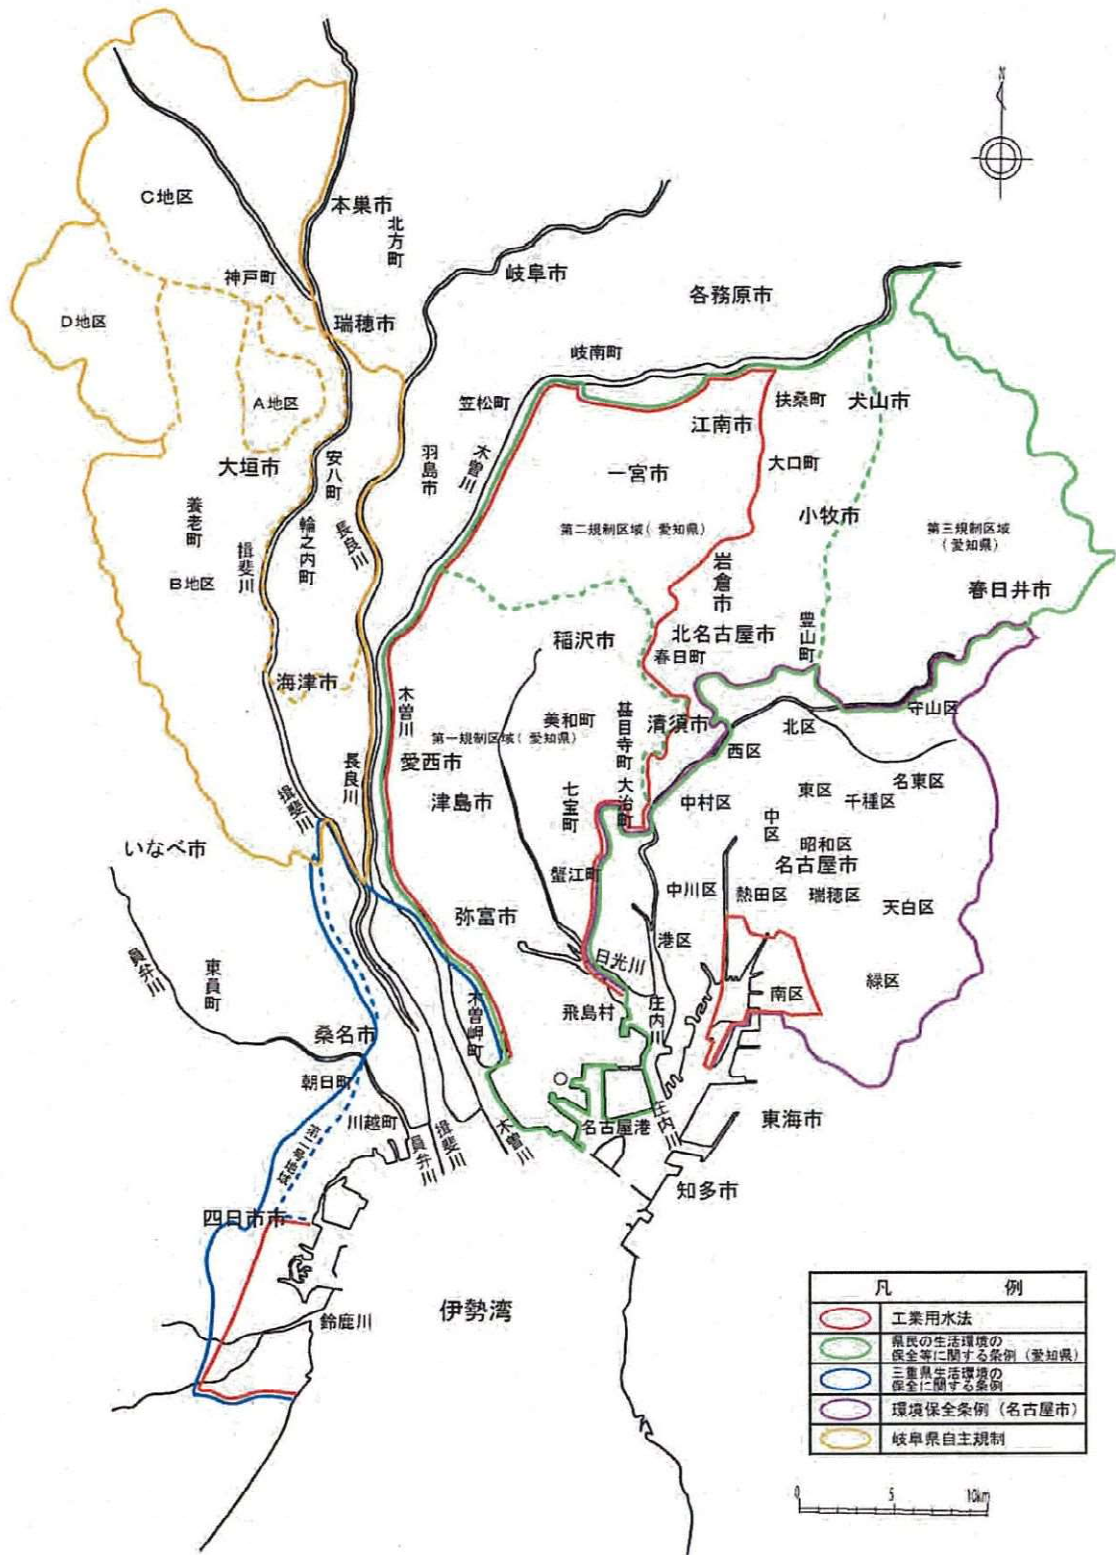 N
C地区
本巣市
北方町
神戸町
岐阜市
各務原市
D地区
瑞穂市
岐南町
A地区
笠松町
扶桑町
犬山市
江南市
大垣市
安八町
羽島市
木曽川
一宮市
大口町
養老町
輪之内町
長良川
小牧市
第二規制区域(愛知県)
第三規制区域
(愛知県)
揖斐川
B地区
岩倉市
春日井市
豊山町
稲沢市
北名古屋市
春日町
海津市
木曽川
美和町
甚目寺町
清須市
守山区
北区
第一規制区域(愛知県)
西区
愛西市
長良川
名東区
津島市
七宝町
大治町
中村区
東区
千種区
揖斐川
中区
いなべ市
昭和区
名古屋市
蟹江町
中川区
熱田区
瑞穂区
天白区
弥富市
港区
員弁川
東員町
日光川
緑区
南区
木曽岬町
飛島村
庄内川
桑名市
朝日町
川越町
員弁川
揖斐川
木曽川
名古屋港
庄内川
東海市
第二号地域
知多市
四日市市
伊勢湾
鈴鹿川
凡 例
工業用水法
県民の生活環境の
保全等に関する条例(愛知県)
三重県生活環境の
保全に関する条例
環境保全条例(名古屋市)
岐阜県自主規制
0 5 10km